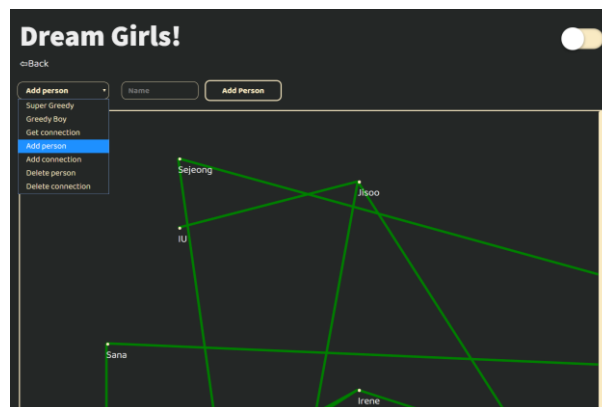 Dream Girls!
⇦Back
Add person
Name
Add Person
Super Greedy
Greedy Boy
Get connection
Add person
Add connection
Delete person
Delete connection
Sejeong
Jisoo
IU
Sana
Irene